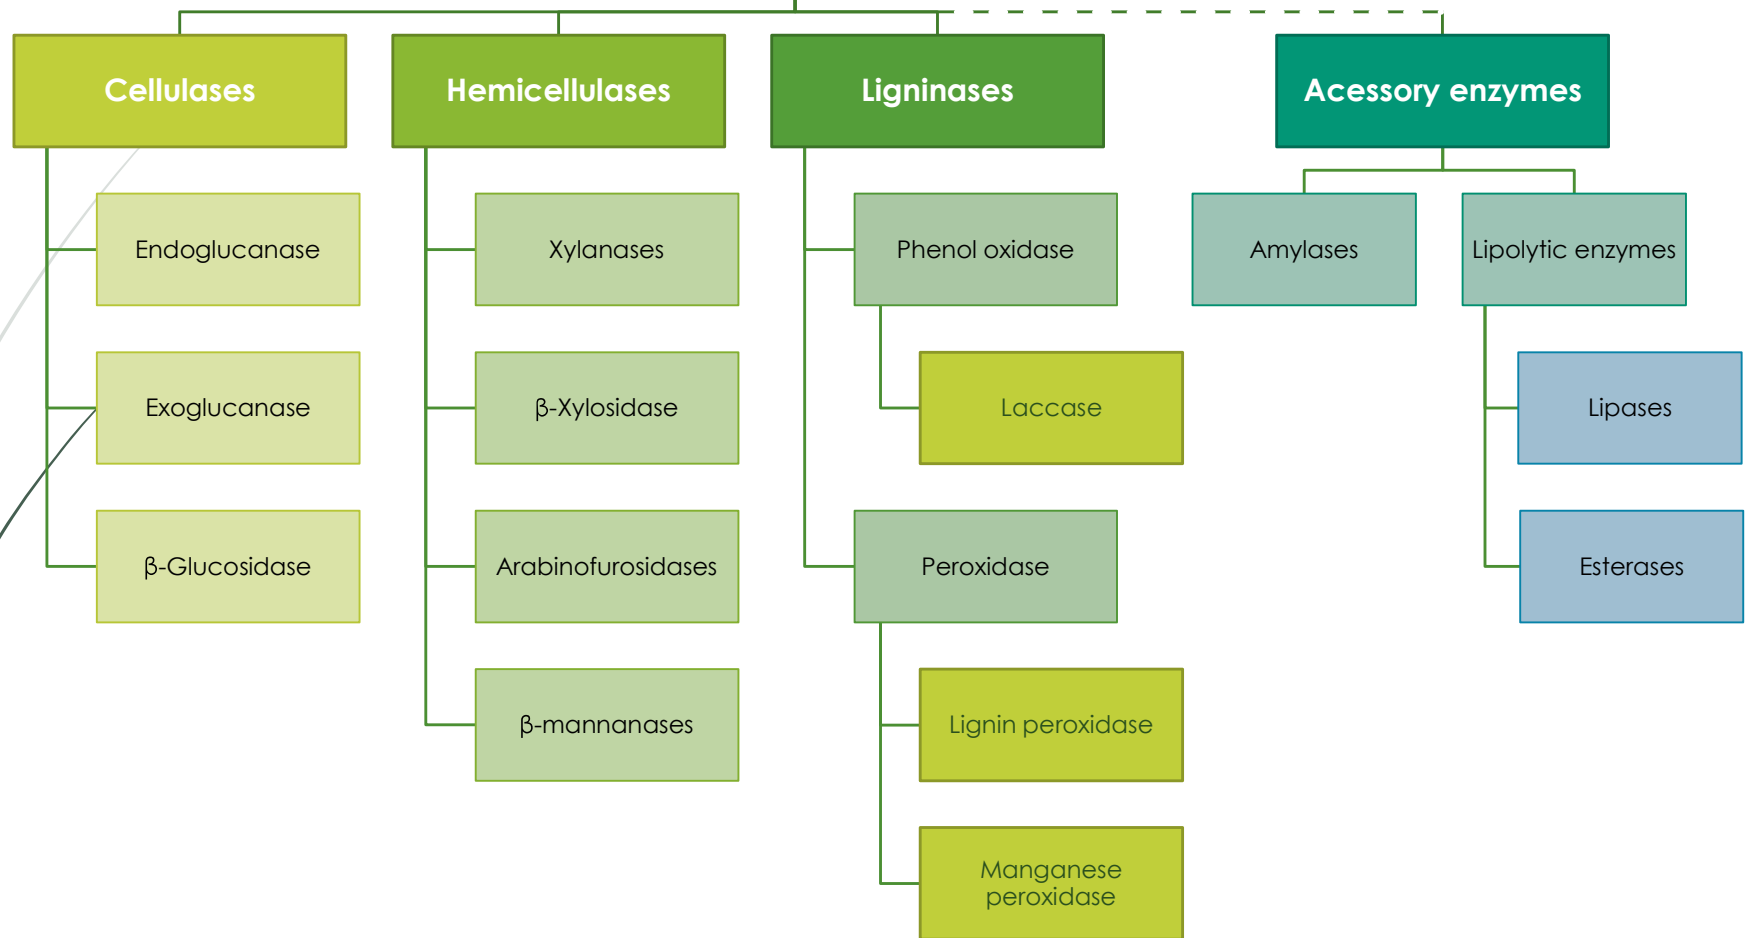 Cellulases
Endoglucanase
Exoglucanase
β-Glucosidase
Hemicellulases
Xylanases
β-Xylosidase
Arabinofurosidases
β-mannanases
Ligninases
Phenol oxidase
Laccase
Peroxidase
Lignin peroxidase
Manganese
peroxidase
Acessory enzymes
Amylases
Lipolytic enzymes
Lipases
Esterases